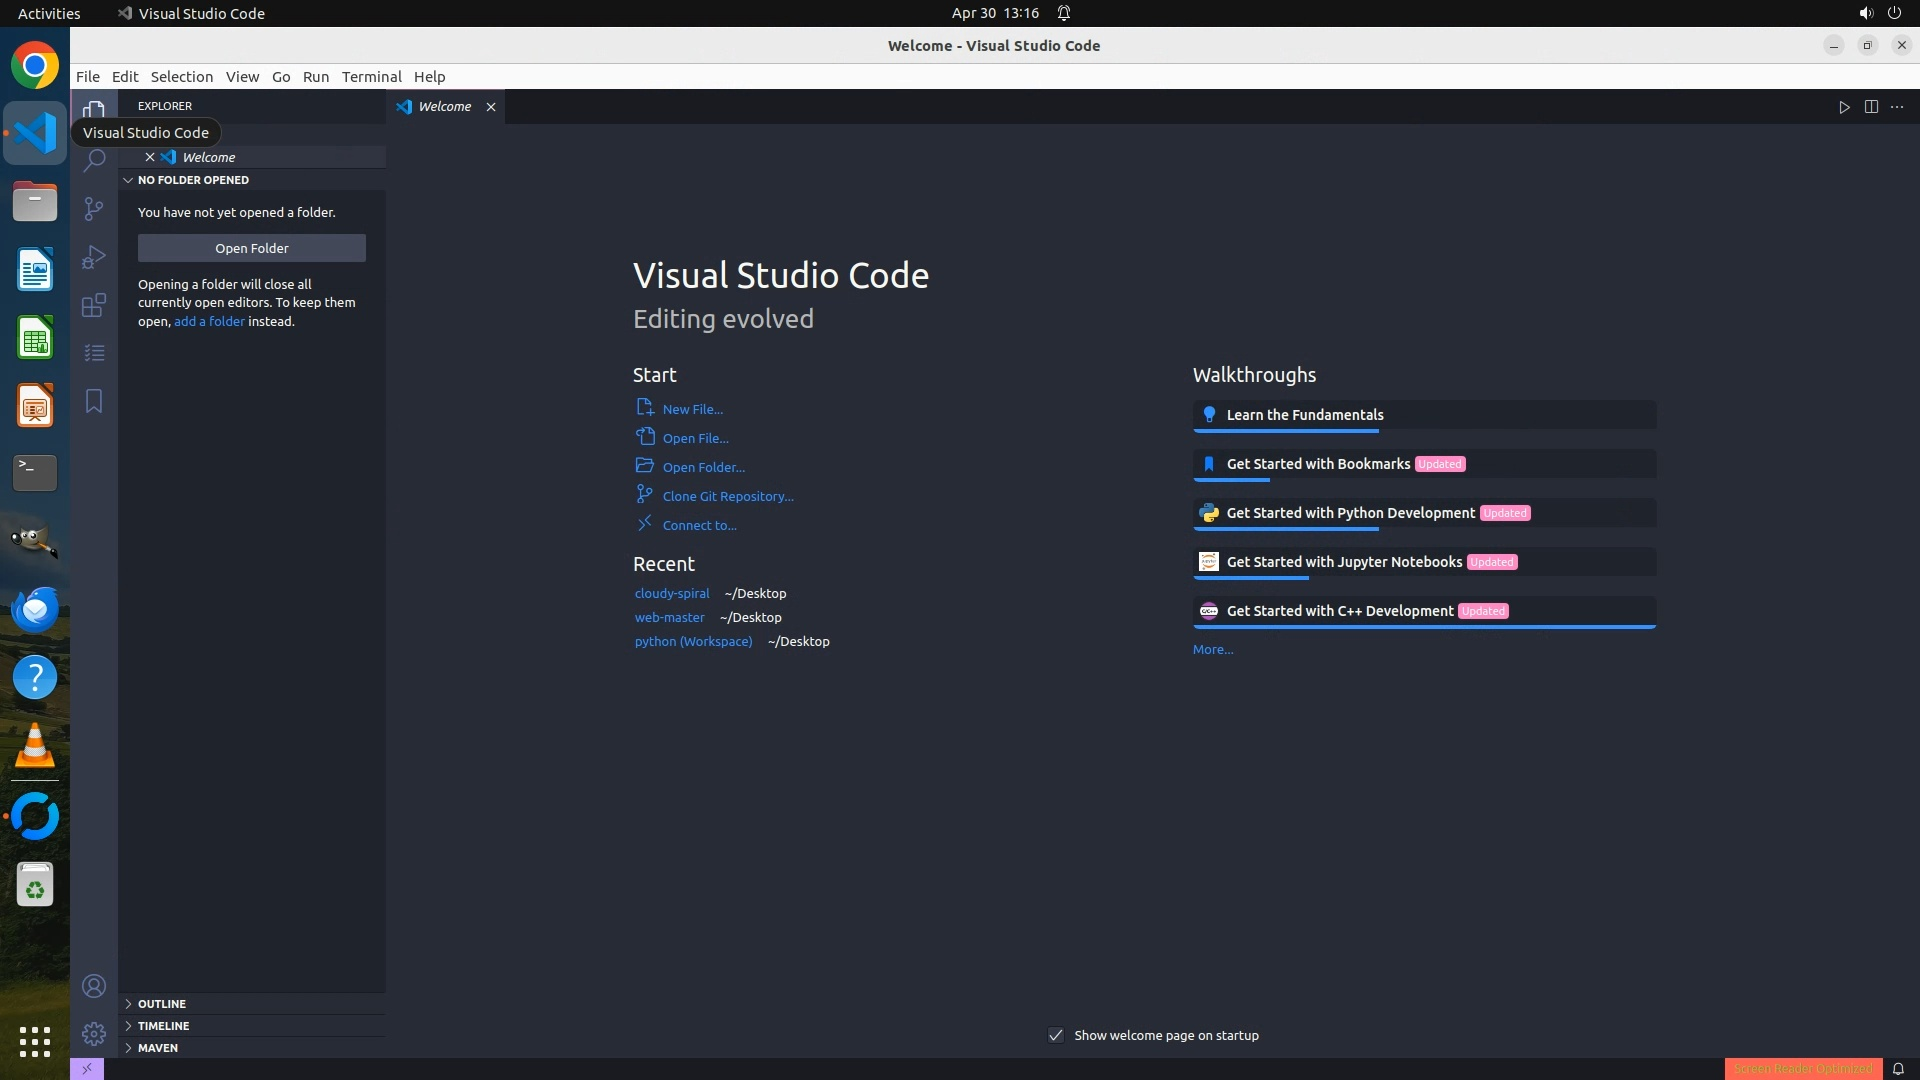 Activities
Visual Studio Code
Apr 30 13:16
Welcome - Visual Studio Code
File Edit Selection View Go Run Terminal Help
EXPLORER
Welcome
Visual Studio Code
Welcome
NO FOLDER OPENED
You have not yet opened a folder.
Open Folder
Opening a folder will close all
currently open editors. To keep them
open, add a folder instead.
Visual Studio Code
Editing evolved
Start
New File...
Open File...
Open Folder...
Clone Git Repository...
Connect to...
Recent
cloudy-spiral ~/Desktop
web-master ~/Desktop
python (Workspace) ~/Desktop
Walkthroughs
Learn the Fundamentals
Get Started with Bookmarks Updated
Get Started with Python Development Updated
Get Started with Jupyter Notebooks Updated
Get Started with C++ Development Updated
More...
OUTLINE
TIMELINE
MAVEN
Show welcome page on startup
Screen Reader Optimized